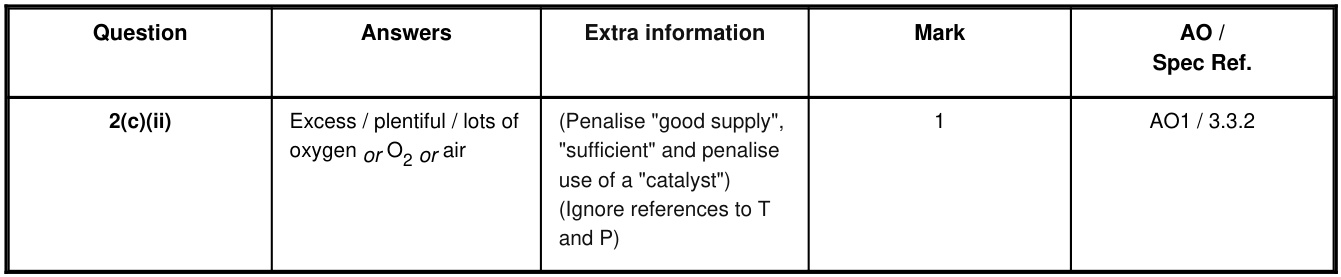 Question Answers Extra information Mark AO /
Spec Ref.
2(c)(ii) Excess / plentiful / lots of (Penalise "good supply", 1 AO1 / 3.3.2
oxygen or O₂ or air "sufficient" and penalise
use of a "catalyst")
(Ignore references to T
and P)